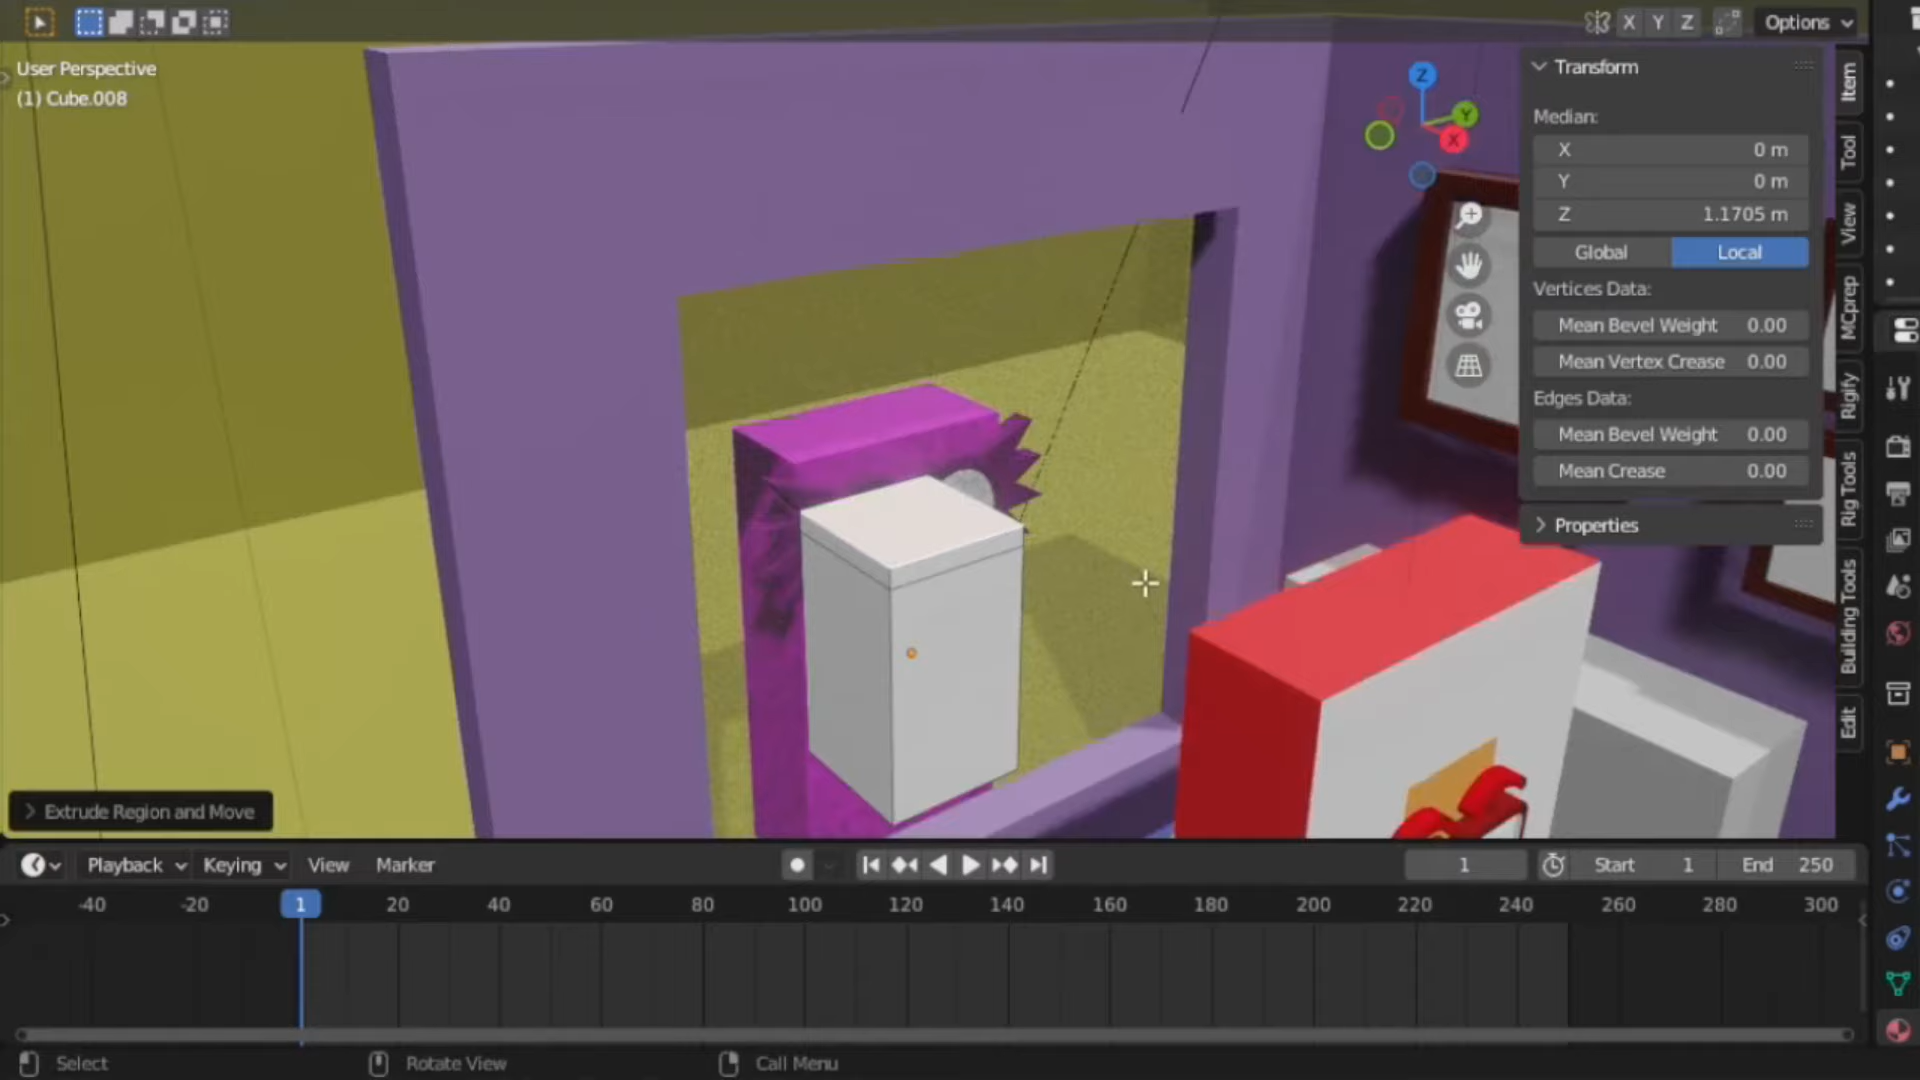 X Y Z Options
User Perspective
(1) Cube.008
Z
Y
X
Transform
Median:
X 0 m
Y 0 m
Z 1.1705 m
Global Local
Vertices Data:
Mean Bevel Weight 0.00
Mean Vertex Crease 0.00
Edges Data:
Mean Bevel Weight 0.00
Mean Crease 0.00
Properties
Item
Tool
View
MCprep
Rigify
Rig Tools
Building Tools
Edit
Extrude Region and Move
Playback Keying View Marker 1 Start 1 End 250
-40 -20 1 20 40 60 80 100 120 140 160 180 200 220 240 260 280 300
Select Rotate View Call Menu